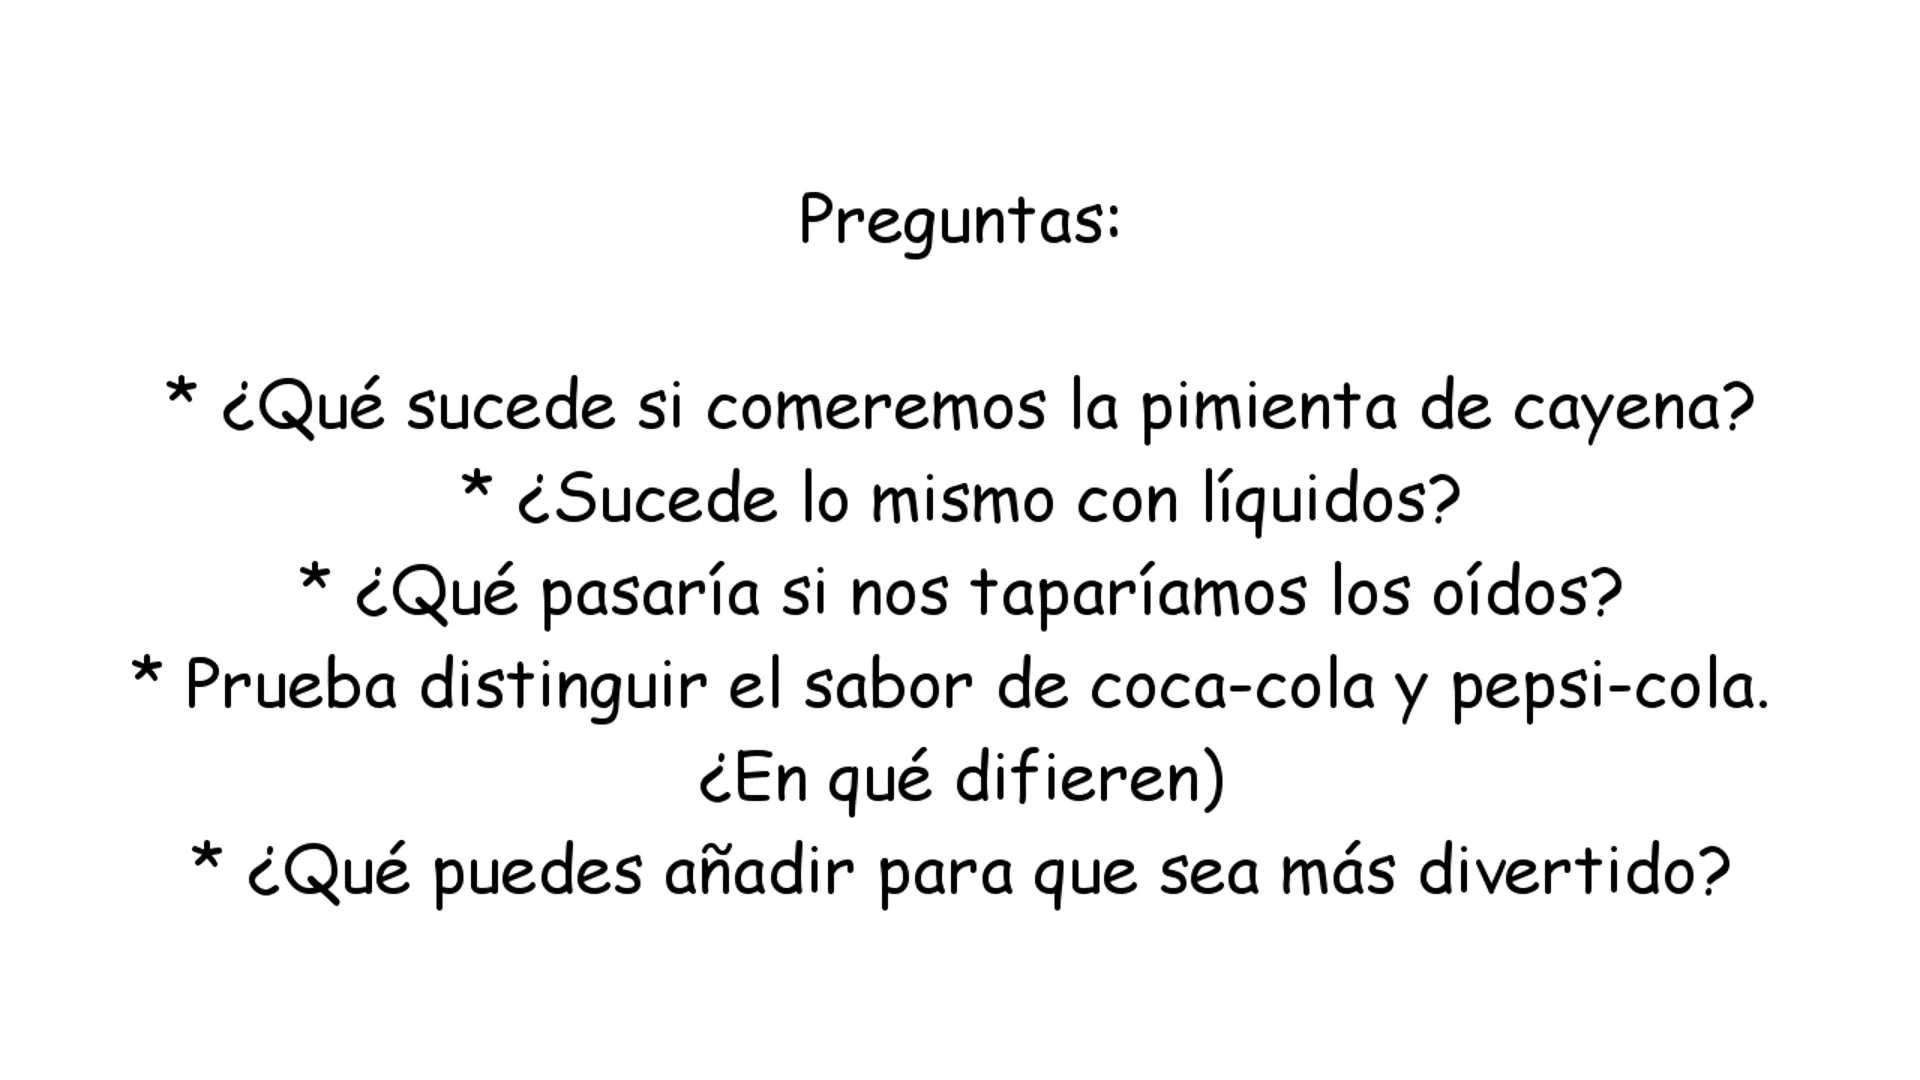 Preguntas:
* ¿Qué sucede si comeremos la pimienta de cayena?
* ¿Sucede lo mismo con líquidos?
* ¿Qué pasaría si nos taparíamos los oídos?
* Prueba distinguir el sabor de coca-cola y pepsi-cola.
¿En qué difieren)
* ¿Qué puedes añadir para que sea más divertido?